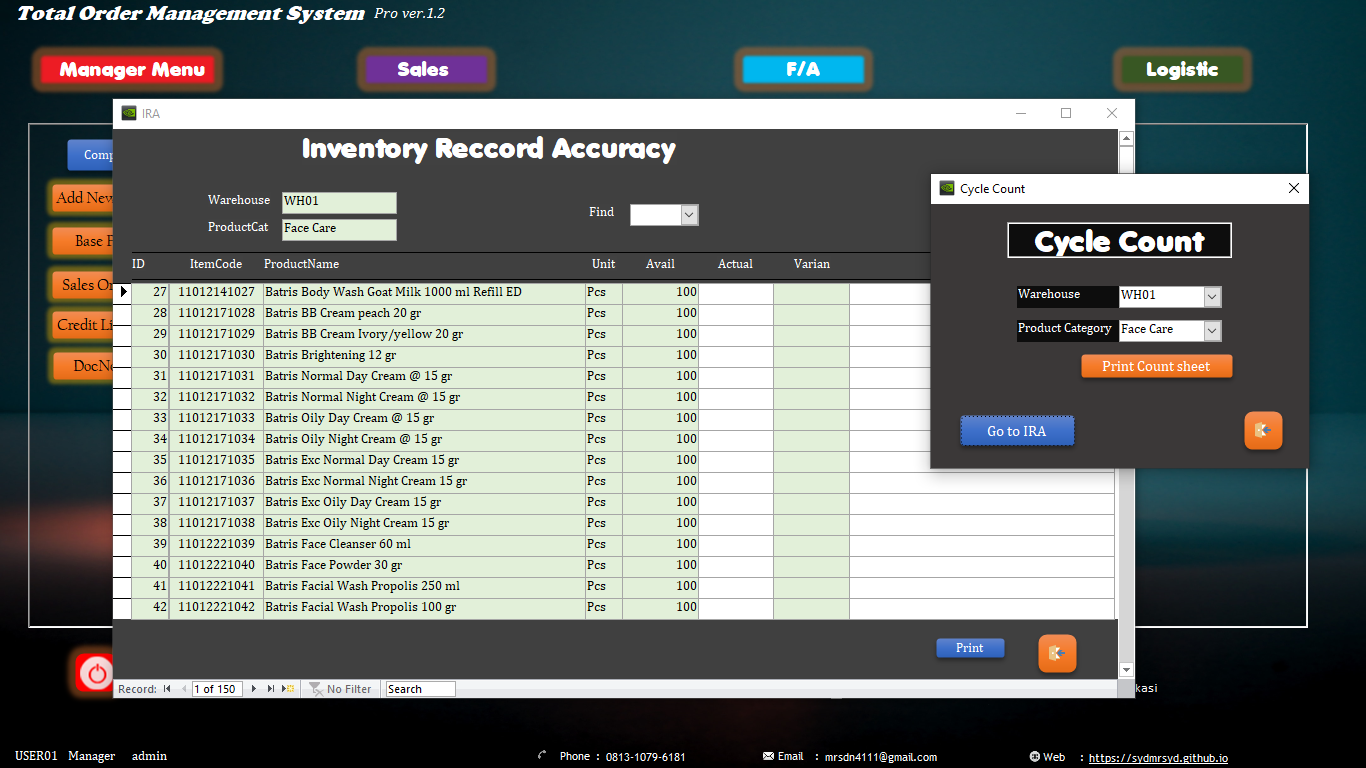 Total Order Management System Pro ver.1.2
Manager Menu Sales F/A Logistic
IRA
Inventory Reccord Accuracy
Warehouse WH01
ProductCat Face Care
Find
ID ItemCode ProductName Unit Avail Actual Varian
27 11012141027 Batris Body Wash Goat Milk 1000 ml Refill ED Pcs 100
28 11012171028 Batris BB Cream peach 20 gr Pcs 100
29 11012171029 Batris BB Cream Ivory/yellow 20 gr Pcs 100
30 11012171030 Batris Brightening 12 gr Pcs 100
31 11012171031 Batris Normal Day Cream @ 15 gr Pcs 100
32 11012171032 Batris Normal Night Cream @ 15 gr Pcs 100
33 11012171033 Batris Oily Day Cream @ 15 gr Pcs 100
34 11012171034 Batris Oily Night Cream @ 15 gr Pcs 100
35 11012171035 Batris Exc Normal Day Cream 15 gr Pcs 100
36 11012171036 Batris Exc Normal Night Cream 15 gr Pcs 100
37 11012171037 Batris Exc Oily Day Cream 15 gr Pcs 100
38 11012171038 Batris Exc Oily Night Cream 15 gr Pcs 100
39 11012221039 Batris Face Cleanser 60 ml Pcs 100
40 11012221040 Batris Face Powder 30 gr Pcs 100
41 11012221041 Batris Facial Wash Propolis 250 ml Pcs 100
42 11012221042 Batris Facial Wash Propolis 100 gr Pcs 100
Print
Record: 1 of 150 No Filter Search
Cycle Count
Cycle Count
Warehouse WH01
Product Category Face Care
Print Count sheet
Go to IRA
Comp
Add New
Base P
Sales Or
Credit Li
DocNo
kasi
USER01 Manager admin Phone : 0813-1079-6181 Email : mrsdn4111@gmail.com Web : https://sydmrsyd.github.io